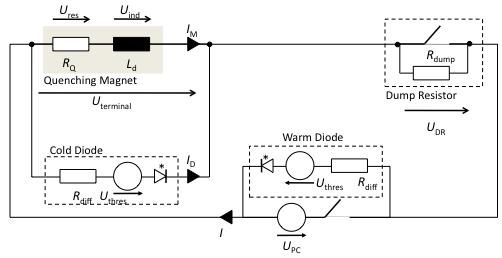 U_res U_ind I_M
R_Q L_d R_dump
Quenching Magnet
U_terminal
Dump Resistor
U_DR
Cold Diode
* I_D
R_diff U_thres
Warm Diode
*
U_thres R_diff
I
U_PC